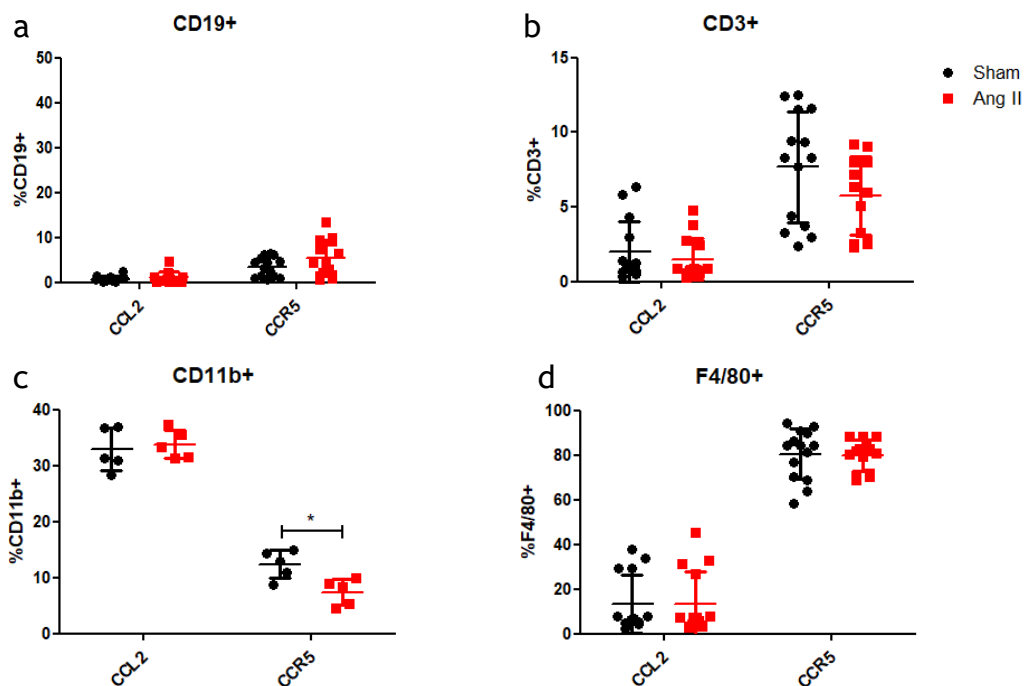 a
CD19+
%CD19+
50
40
30
20
10
0
CCL2
CCR5
b
CD3+
%CD3+
15
10
5
0
CCL2
CCR5
Sham
Ang II
c
CD11b+
%CD11b+
40
30
20
10
0
*
CCL2
CCR5
d
F4/80+
%F4/80+
100
80
60
40
20
0
CCL2
CCR5